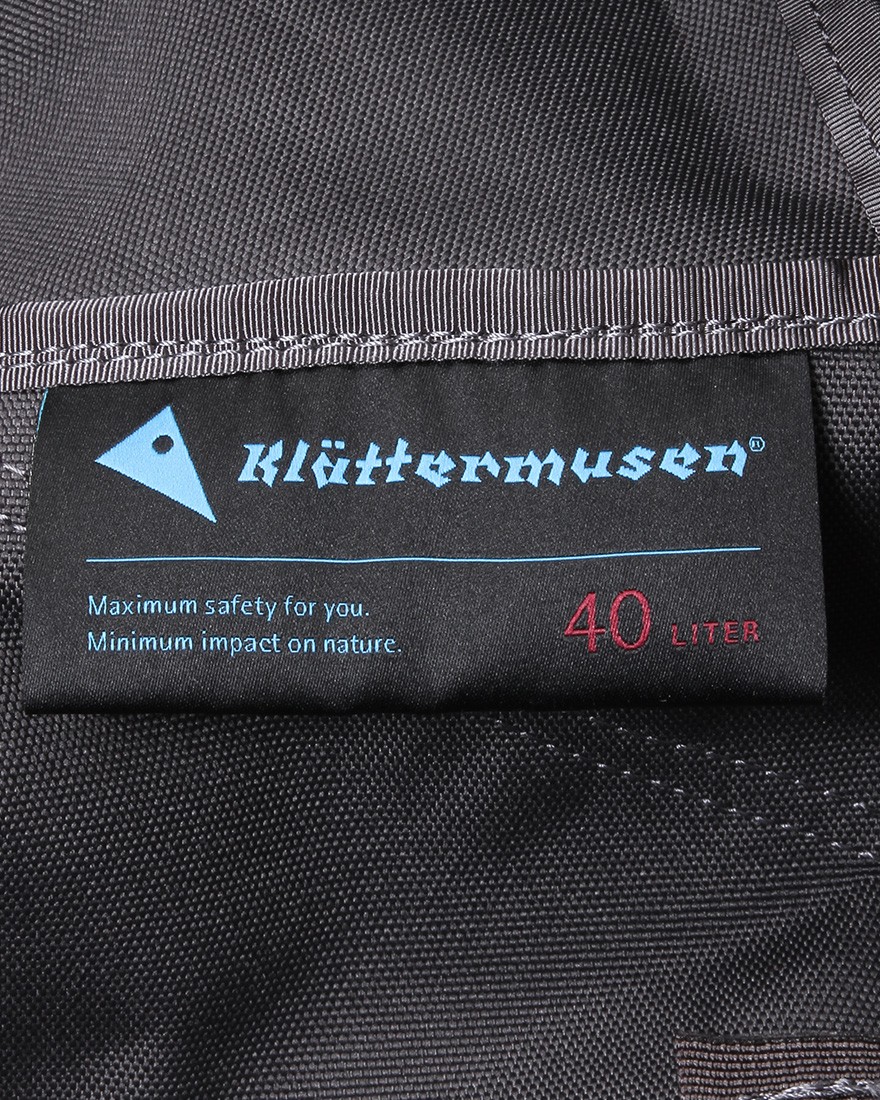 Klättermusen®
Maximum safety for you.
Minimum impact on nature.
40 LITER